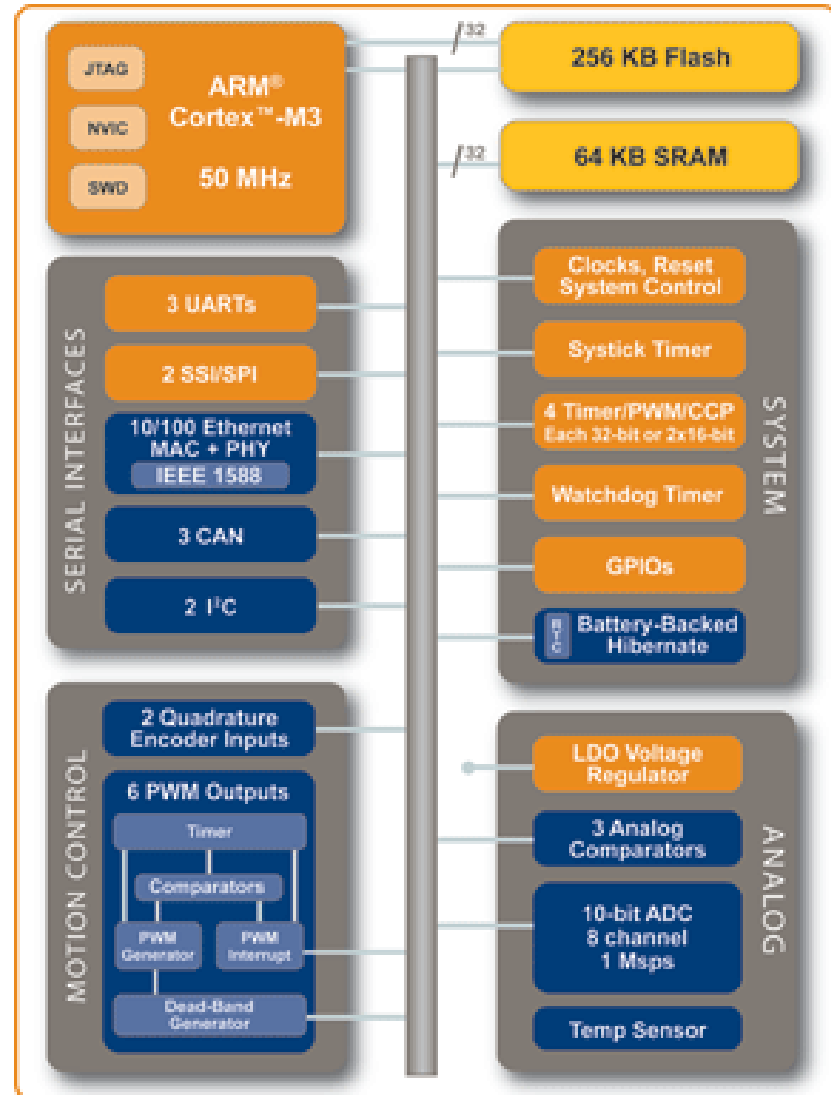 JTAG
NVIC
SWD
ARM®
Cortex™-M3
50 MHz
32
256 KB Flash
32
64 KB SRAM
SERIAL INTERFACES
3 UARTs
2 SSI/SPI
10/100 Ethernet
MAC + PHY
IEEE 1588
3 CAN
2 I²C
SYSTEM
Clocks, Reset
System Control
Systick Timer
4 Timer/PWM/CCP
Each 32-bit or 2x16-bit
Watchdog Timer
GPIOs
RTC
Battery-Backed
Hibernate
MOTION CONTROL
2 Quadrature
Encoder Inputs
6 PWM Outputs
Timer
Comparators
PWM
Generator
PWM
Interrupt
Dead-Band
Generator
ANALOG
LDO Voltage
Regulator
3 Analog
Comparators
10-bit ADC
8 channel
1 Msps
Temp Sensor